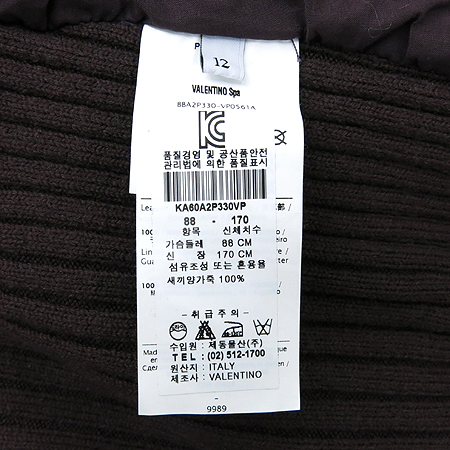 P
12
VALENTINO Spa
8BA2P330-VP0561A
품질경영 및 공산품안전
관리법에 의한 품질표시
KA60A2P330VP
88 - 170
항목 신체치수
가슴둘레 88 CM
신 장 170 CM
섬유조성 또는 혼용율
새끼양가죽 100%
- 취급주의 -
수입원 : 제동물산(주)
TEL : (02) 512-1700
원산지 : ITALY
제조사 : VALENTINO
-
9989